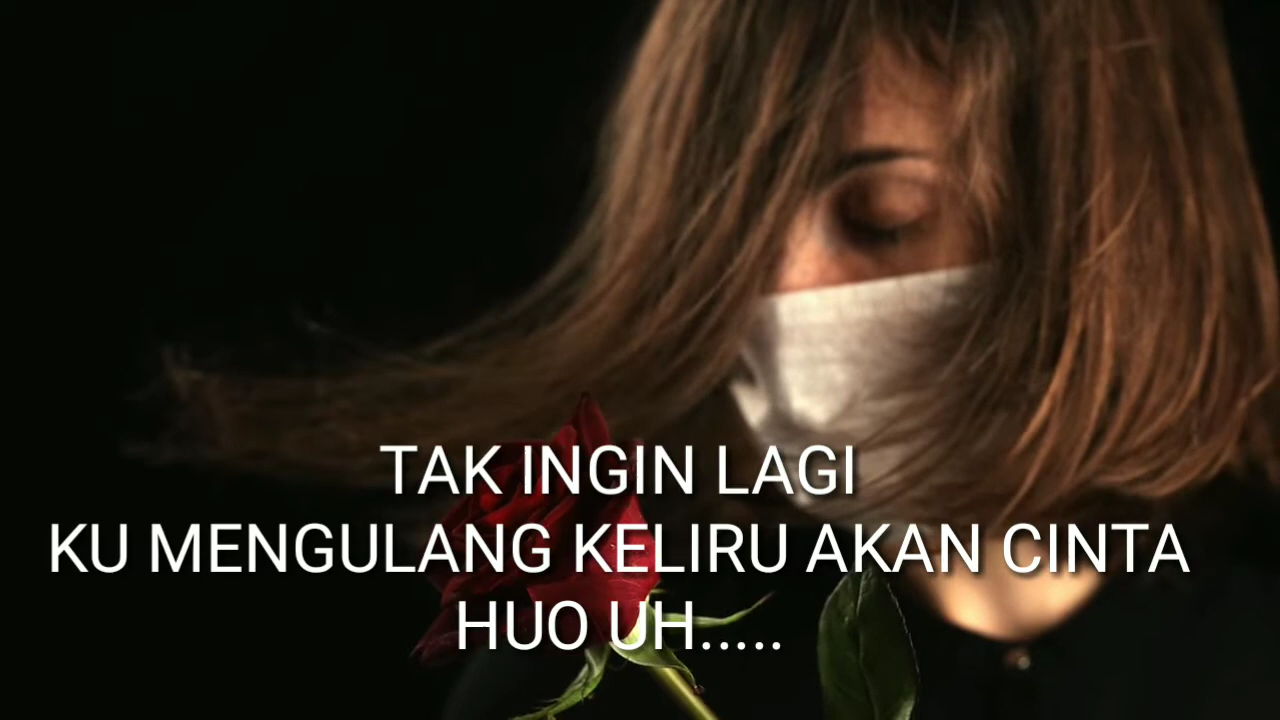 TAK INGIN LAGI
KU MENGULANG KELIRU AKAN CINTA
HUO UH.....